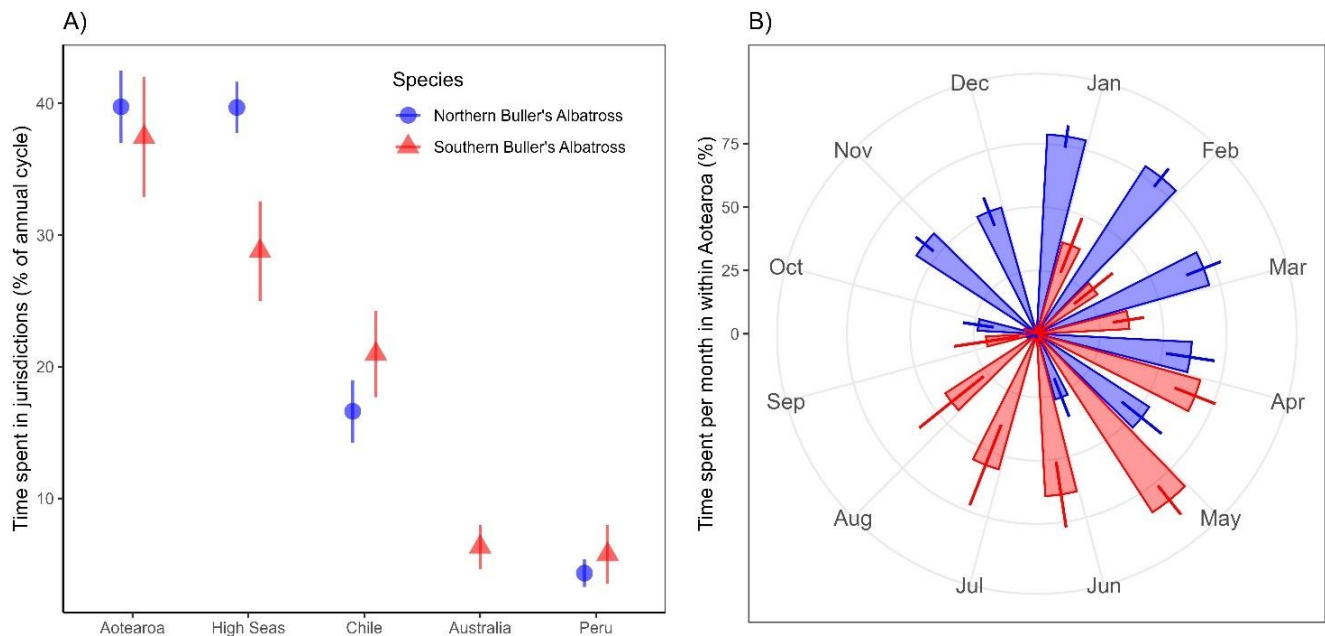 A)
Time spent in jurisdictions (% of annual cycle)
40
30
20
10
Species
Northern Buller's Albatross
Southern Buller's Albatross
Aotearoa
High Seas
Chile
Australia
Peru
B)
Time spent per month in within Aotearoa (%)
75
50
25
0
Jan
Feb
Mar
Apr
May
Jun
Jul
Aug
Sep
Oct
Nov
Dec